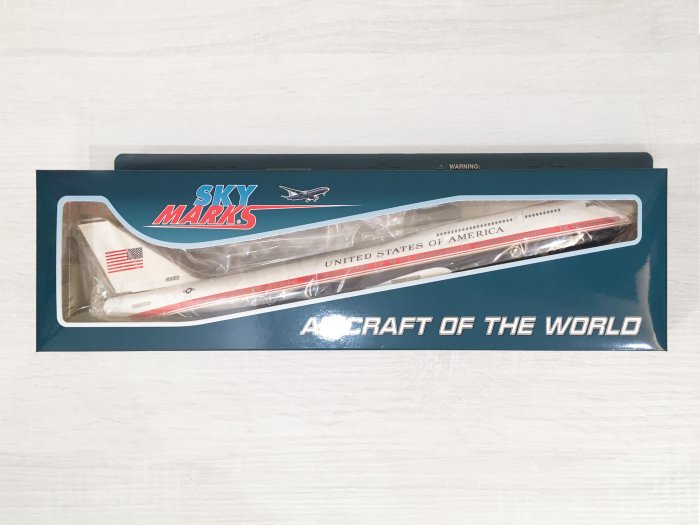 ⚠ WARNING:
SKY
MARKS
UNITED STATES OF AMERICA
AIRCRAFT OF THE WORLD